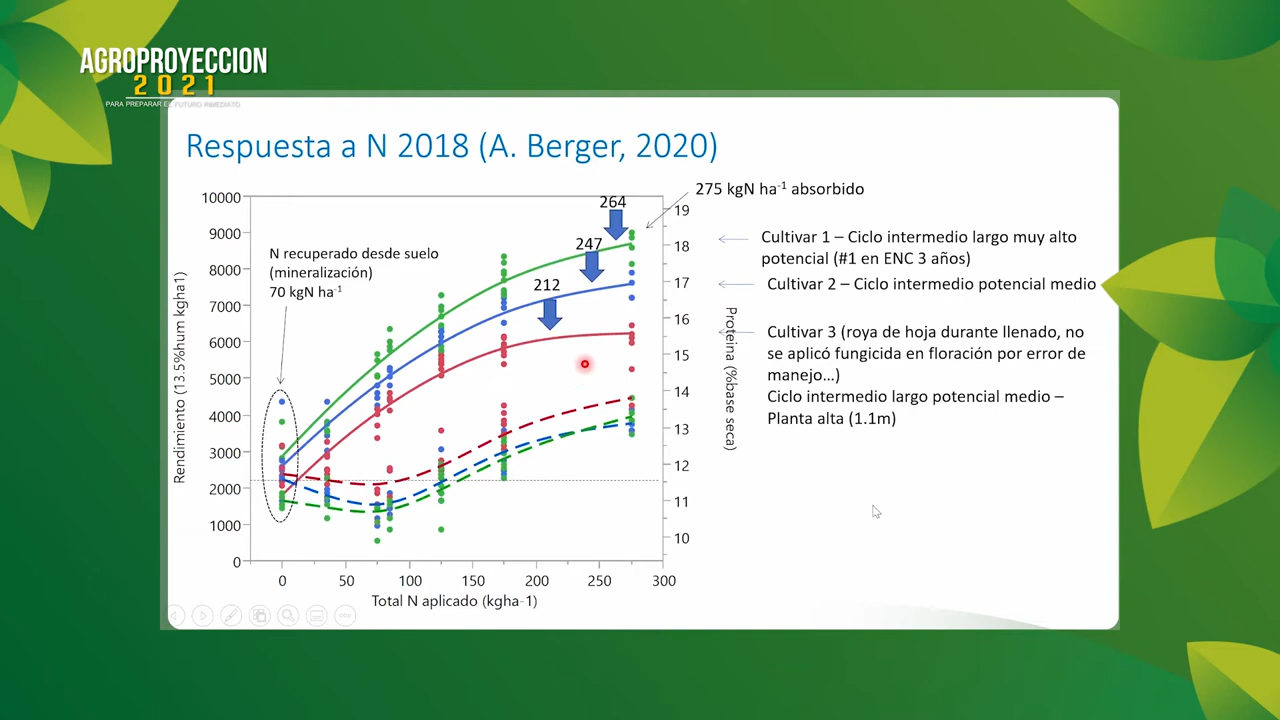 AGROPROYECCION
2021
PARA PREPARAR EL FUTURO INMEDIATO
Respuesta a N 2018 (A. Berger, 2020)
275 kgN ha-1 absorbido
264
247
212
N recuperado desde suelo
(mineralización)
70 kgN ha-1
Rendimiento (13.5%hum kgha1)
10000
9000
8000
7000
6000
5000
4000
3000
2000
1000
0
19
18
17
16
15
14
13
12
11
10
Proteina (%base seca)
0 50 100 150 200 250 300
Total N aplicado (kgha-1)
Cultivar 1 – Ciclo intermedio largo muy alto
potencial (#1 en ENC 3 años)
Cultivar 2 – Ciclo intermedio potencial medio
Cultivar 3 (roya de hoja durante llenado, no
se aplicó fungicida en floración por error de
manejo...)
Ciclo intermedio largo potencial medio –
Planta alta (1.1m)